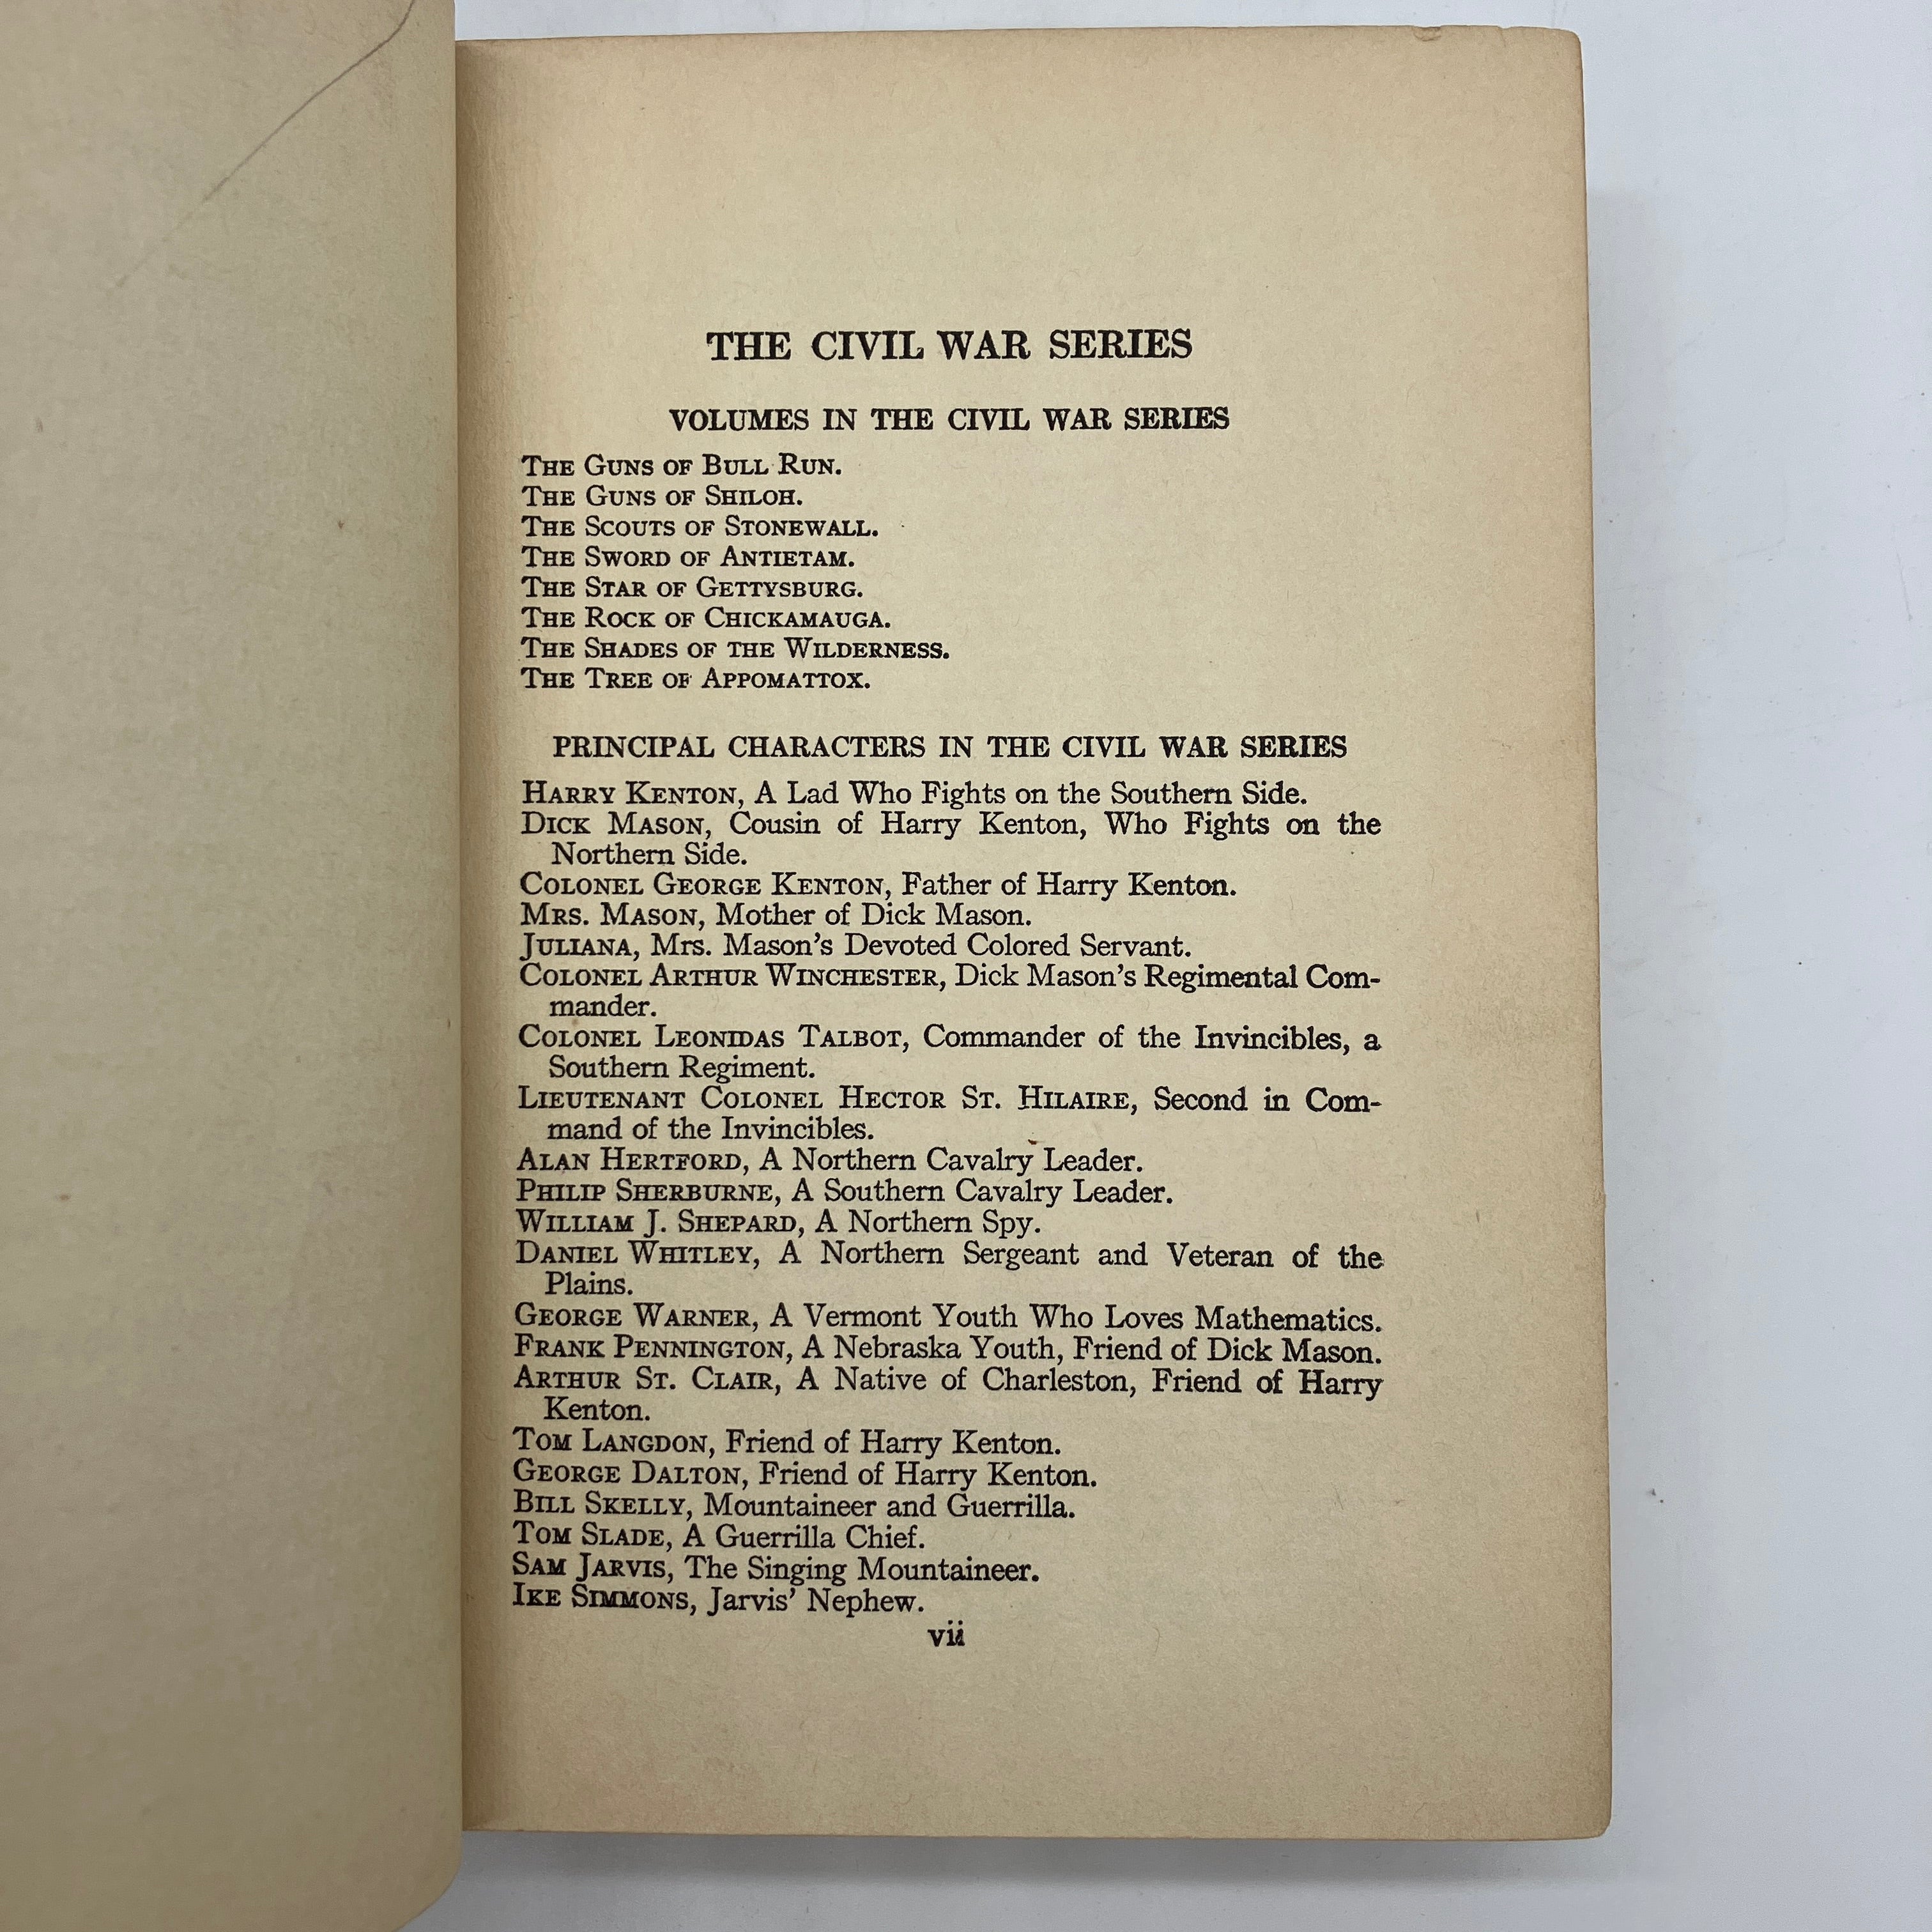 THE CIVIL WAR SERIES
VOLUMES IN THE CIVIL WAR SERIES
THE GUNS OF BULL RUN.
THE GUNS OF SHILOH.
THE SCOUTS OF STONEWALL.
THE SWORD OF ANTIETAM.
THE STAR OF GETTYSBURG.
THE ROCK OF CHICKAMAUGA.
THE SHADES OF THE WILDERNESS.
THE TREE OF APPOMATTOX.
PRINCIPAL CHARACTERS IN THE CIVIL WAR SERIES
HARRY KENTON, A Lad Who Fights on the Southern Side.
DICK MASON, Cousin of Harry Kenton, Who Fights on the
Northern Side.
COLONEL GEORGE KENTON, Father of Harry Kenton.
MRS. MASON, Mother of Dick Mason.
JULIANA, Mrs. Mason's Devoted Colored Servant.
COLONEL ARTHUR WINCHESTER, Dick Mason's Regimental Com-
mander.
COLONEL LEONIDAS TALBOT, Commander of the Invincibles, a
Southern Regiment.
LIEUTENANT COLONEL HECTOR ST. HILAIRE, Second in Com-
mand of the Invincibles.
ALAN HERTFORD, A Northern Cavalry Leader.
PHILIP SHERBURNE, A Southern Cavalry Leader.
WILLIAM J. SHEPARD, A Northern Spy.
DANIEL WHITLEY, A Northern Sergeant and Veteran of the
Plains.
GEORGE WARNER, A Vermont Youth Who Loves Mathematics.
FRANK PENNINGTON, A Nebraska Youth, Friend of Dick Mason.
ARTHUR ST. CLAIR, A Native of Charleston, Friend of Harry
Kenton.
TOM LANGDON, Friend of Harry Kenton.
GEORGE DALTON, Friend of Harry Kenton.
BILL SKELLY, Mountaineer and Guerrilla.
TOM SLADE, A Guerrilla Chief.
SAM JARVIS, The Singing Mountaineer.
IKE SIMMONS, Jarvis' Nephew.
vii